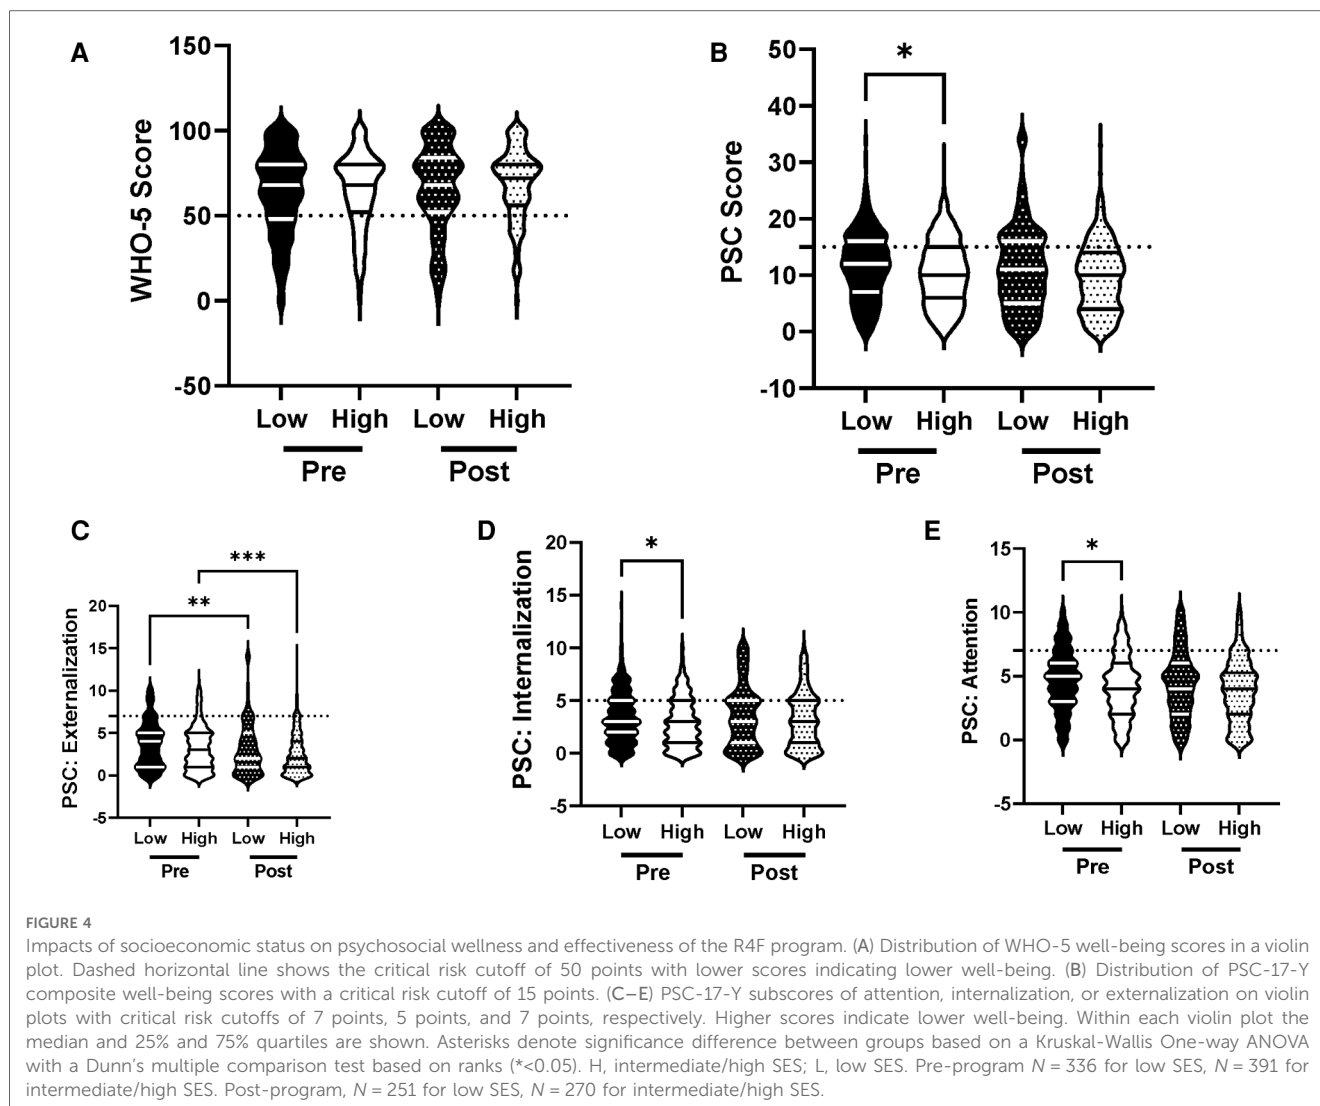 A
150
100
50
0
-50
WHO-5 Score
Low High Low High
Pre Post
B
50
40
30
20
10
0
-10
PSC Score
*
Low High Low High
Pre Post
C
20
15
10
5
0
-5
PSC: Externalization
***
**
Low High Low High
Pre Post
D
20
15
10
5
0
-5
PSC: Internalization
*
Low High Low High
Pre Post
E
15
10
5
0
-5
PSC: Attention
*
Low High Low High
Pre Post
FIGURE 4
Impacts of socioeconomic status on psychosocial wellness and effectiveness of the R4F program. (A) Distribution of WHO-5 well-being scores in a violin
plot. Dashed horizontal line shows the critical risk cutoff of 50 points with lower scores indicating lower well-being. (B) Distribution of PSC-17-Y
composite well-being scores with a critical risk cutoff of 15 points. (C–E) PSC-17-Y subscores of attention, internalization, or externalization on violin
plots with critical risk cutoffs of 7 points, 5 points, and 7 points, respectively. Higher scores indicate lower well-being. Within each violin plot the
median and 25% and 75% quartiles are shown. Asterisks denote significance difference between groups based on a Kruskal-Wallis One-way ANOVA
with a Dunn's multiple comparison test based on ranks (*<0.05). H, intermediate/high SES; L, low SES. Pre-program N = 336 for low SES, N = 391 for
intermediate/high SES. Post-program, N = 251 for low SES, N = 270 for intermediate/high SES.